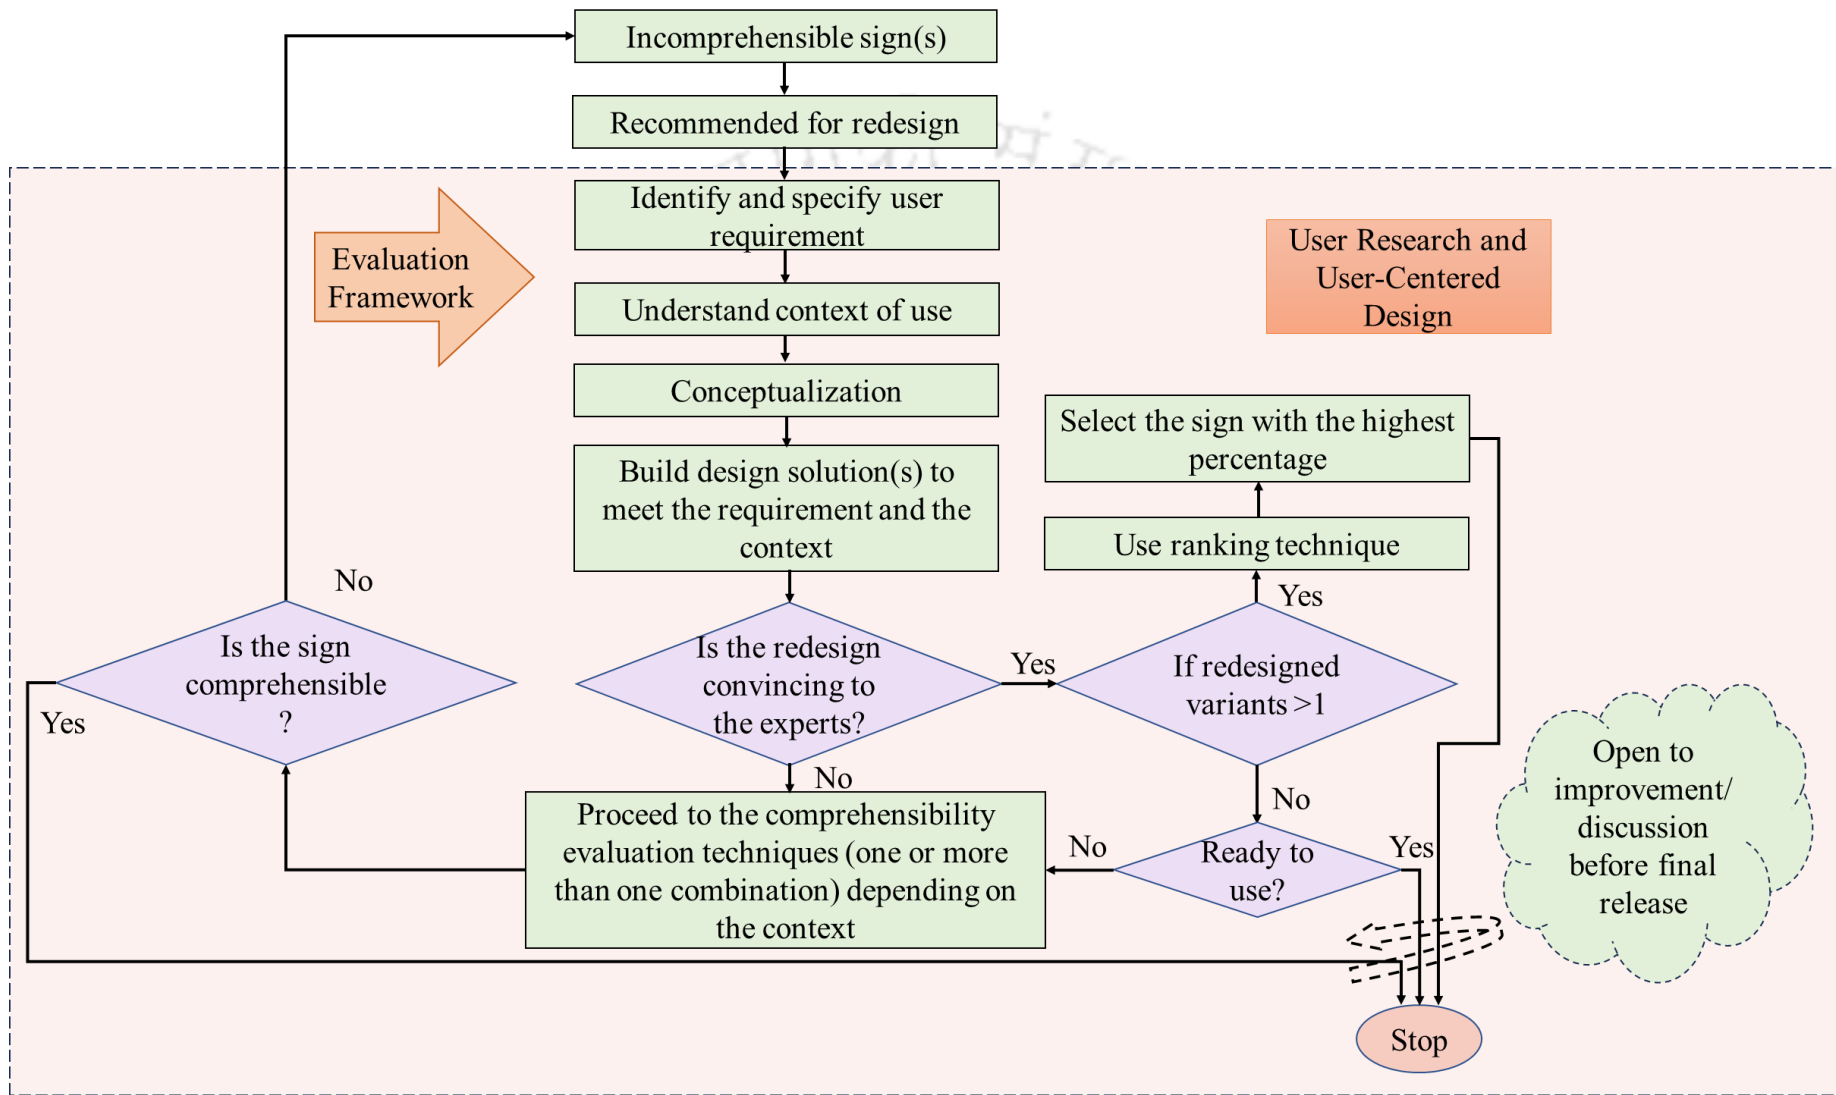 Incomprehensible sign(s)
Recommended for redesign
Identify and specify user
requirement
Evaluation
Framework
User Research and
User-Centered
Design
Understand context of use
Conceptualization
Select the sign with the highest
percentage
Build design solution(s) to
meet the requirement and the
context
Use ranking technique
No
Yes
Is the sign
comprehensible
?
Is the redesign
convincing to
the experts?
Yes
If redesigned
variants >1
Yes
No
No
Open to
improvement/
discussion
before final
release
Proceed to the comprehensibility
evaluation techniques (one or more
than one combination) depending on
the context
No
Ready to
use?
Yes
Stop